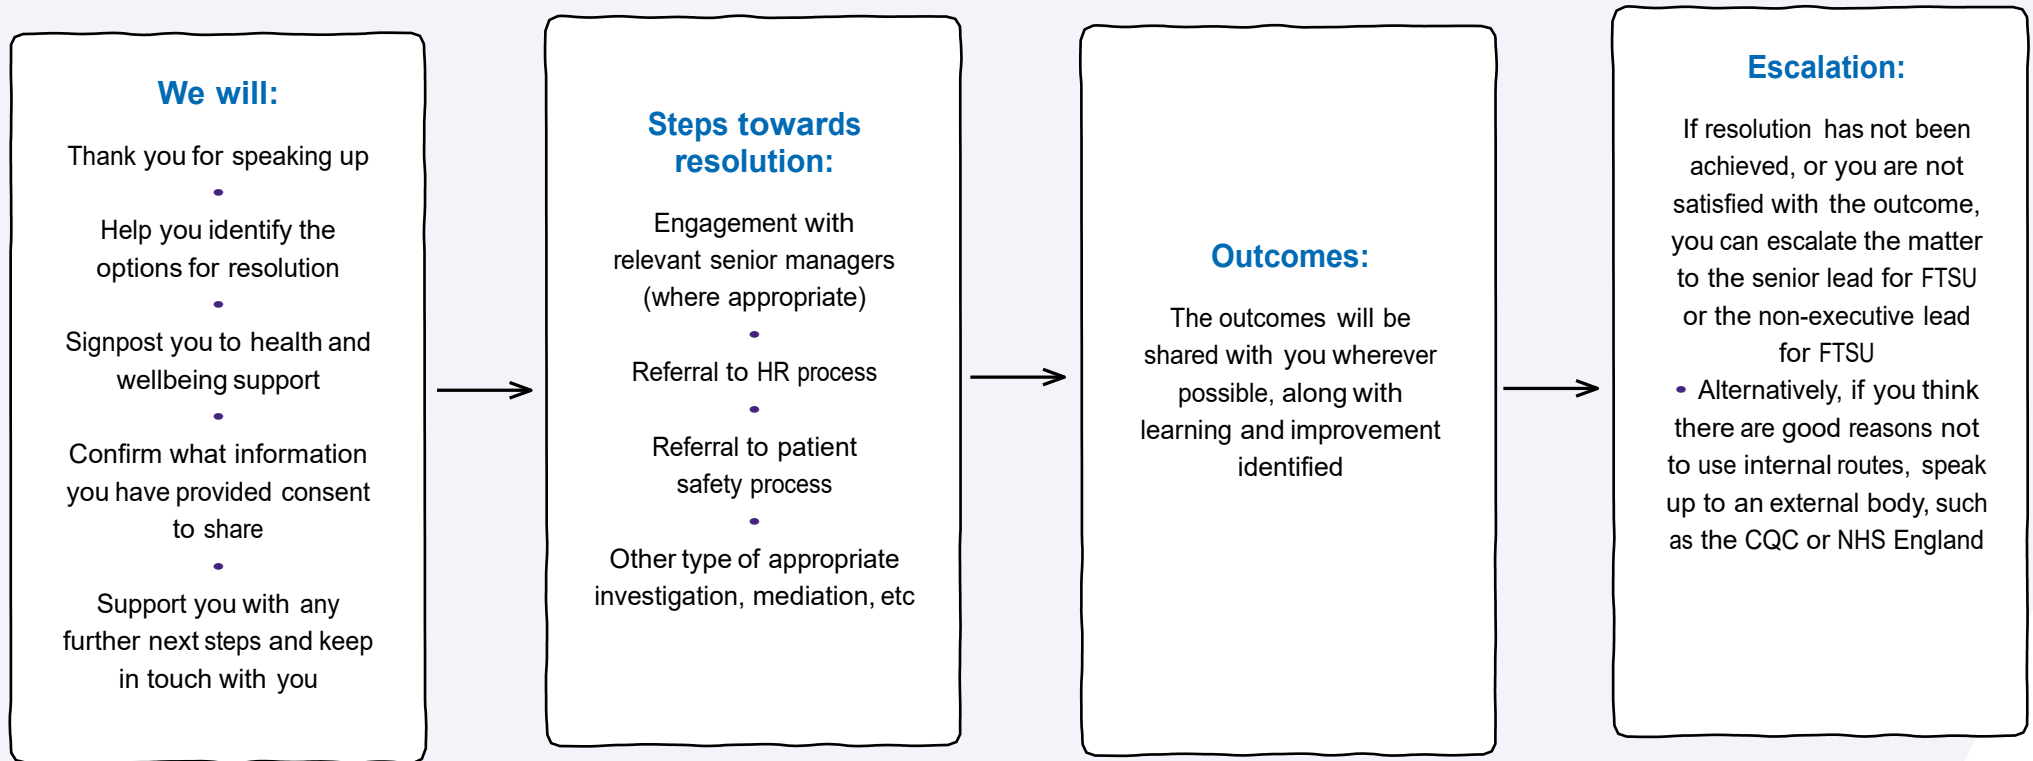 We will:
Thank you for speaking up
•
Help you identify the
options for resolution
•
Signpost you to health and
wellbeing support
•
Confirm what information
you have provided consent
to share
•
Support you with any
further next steps and keep
in touch with you
Steps towards
resolution:
Engagement with
relevant senior managers
(where appropriate)
•
Referral to HR process
•
Referral to patient
safety process
•
Other type of appropriate
investigation, mediation, etc
Outcomes:
The outcomes will be
shared with you wherever
possible, along with
learning and improvement
identified
Escalation:
If resolution has not been
achieved, or you are not
satisfied with the outcome,
you can escalate the matter
to the senior lead for FTSU
or the non-executive lead
for FTSU
• Alternatively, if you think
there are good reasons not
to use internal routes, speak
up to an external body, such
as the CQC or NHS England